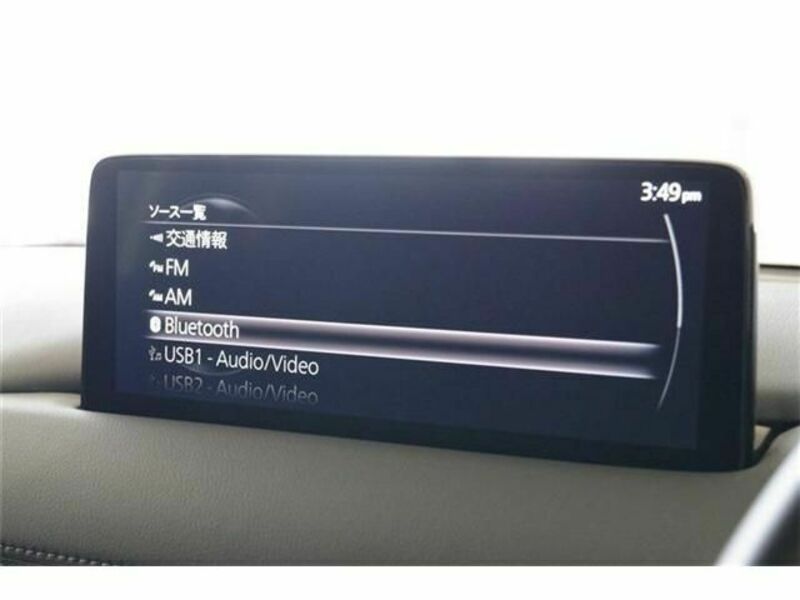 3:49pm
ソース一覧
交通情報
FM
AM
Bluetooth
USB1 - Audio/Video
USB2 - Audio/Video